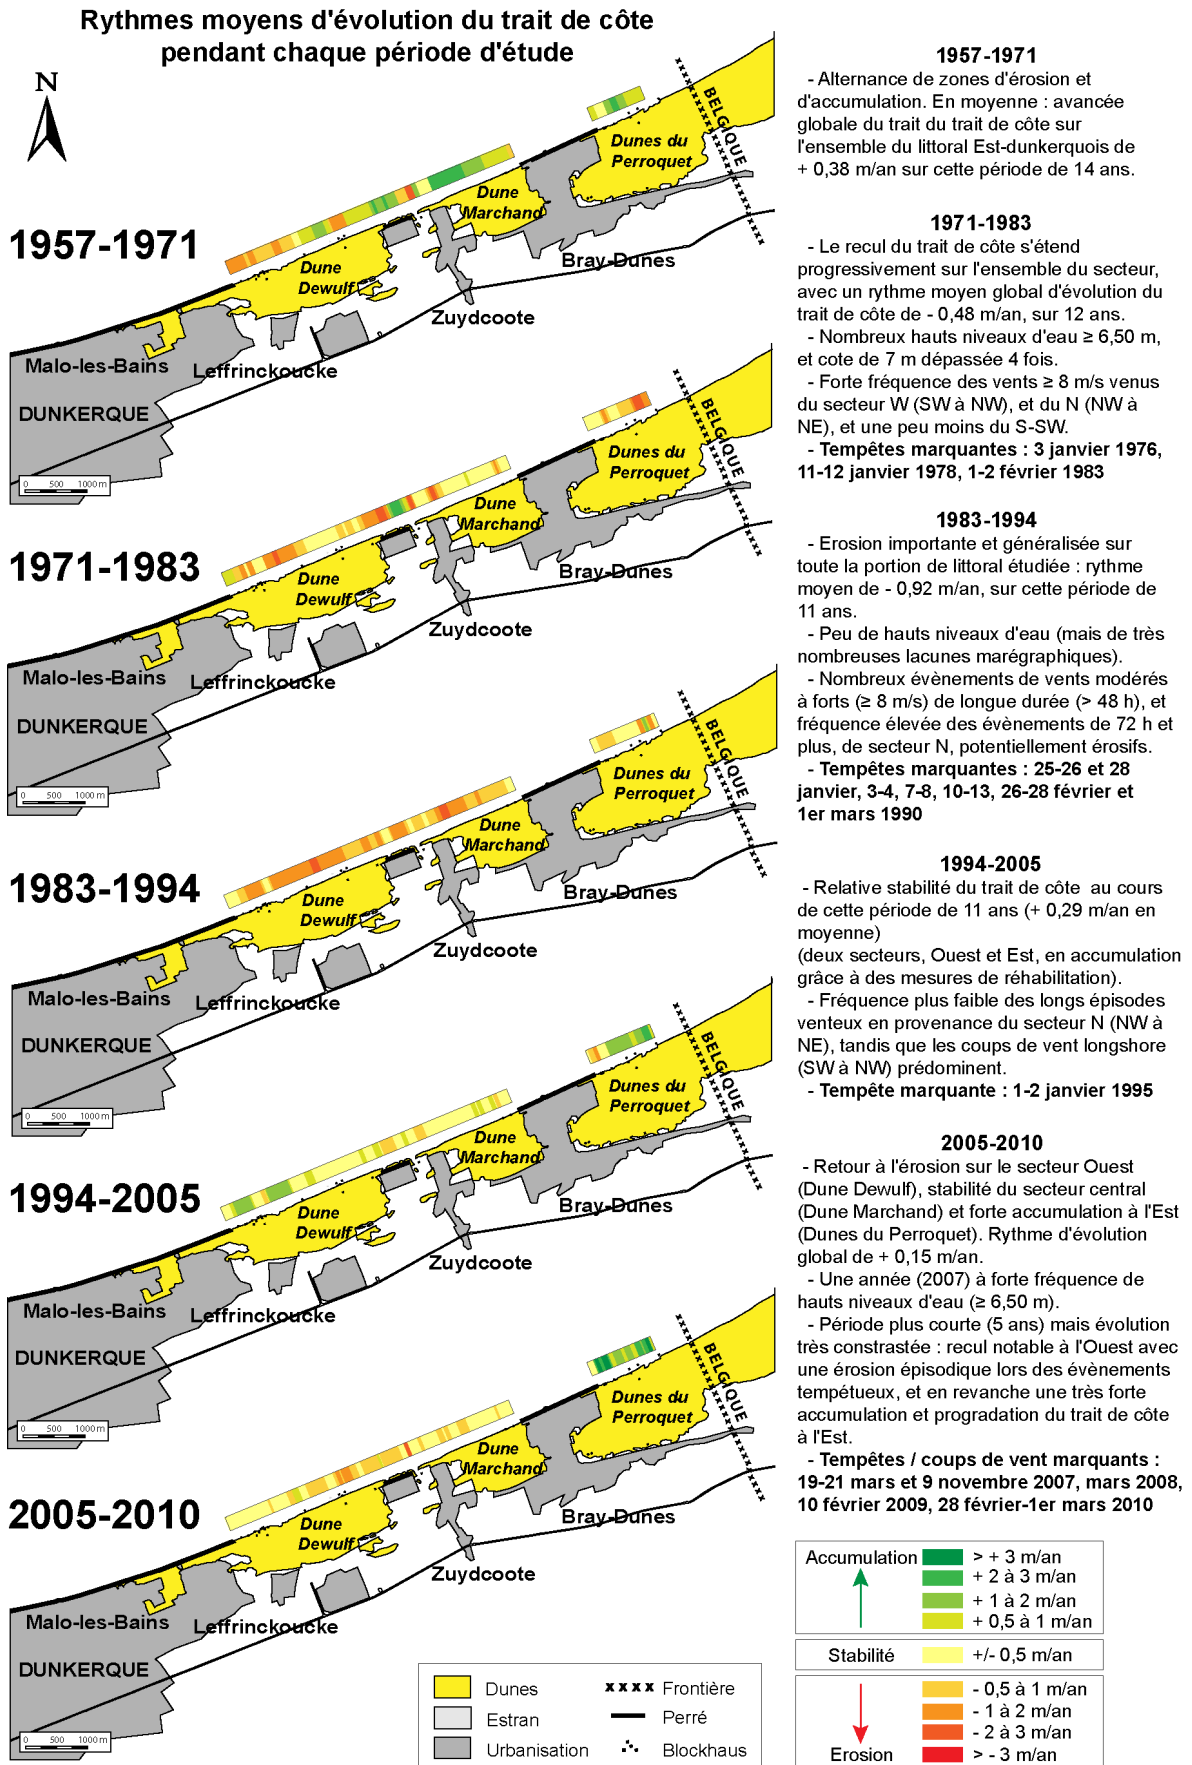 Rythmes moyens d'évolution du trait de côte
pendant chaque période d'étude
N
1957-1971
BELGIQUE
Dunes du
Perroquet
Dune
Marchand
Dune
Dewulf
Bray-Dunes
Zuydcoote
Leffrinckoucke
Malo-les-Bains
DUNKERQUE
0 500 1000 m
1971-1983
BELGIQUE
Dunes du
Perroquet
Dune
Marchand
Dune
Dewulf
Bray-Dunes
Zuydcoote
Leffrinckoucke
Malo-les-Bains
DUNKERQUE
0 500 1000 m
1983-1994
BELGIQUE
Dunes du
Perroquet
Dune
Marchand
Dune
Dewulf
Bray-Dunes
Zuydcoote
Leffrinckoucke
Malo-les-Bains
DUNKERQUE
0 500 1000 m
1994-2005
BELGIQUE
Dunes du
Perroquet
Dune
Marchand
Dune
Dewulf
Bray-Dunes
Zuydcoote
Leffrinckoucke
Malo-les-Bains
DUNKERQUE
0 500 1000 m
2005-2010
BELGIQUE
Dunes du
Perroquet
Dune
Marchand
Dune
Dewulf
Bray-Dunes
Zuydcoote
Leffrinckoucke
Malo-les-Bains
DUNKERQUE
0 500 1000 m
1957-1971
- Alternance de zones d'érosion et
d'accumulation. En moyenne : avancée
globale du trait du trait de côte sur
l'ensemble du littoral Est-dunkerquois de
+ 0,38 m/an sur cette période de 14 ans.
1971-1983
- Le recul du trait de côte s'étend
progressivement sur l'ensemble du secteur,
avec un rythme moyen global d'évolution du
trait de côte de - 0,48 m/an, sur 12 ans.
- Nombreux hauts niveaux d'eau ≥ 6,50 m,
et cote de 7 m dépassée 4 fois.
- Forte fréquence des vents ≥ 8 m/s venus
du secteur W (SW à NW), et du N (NW à
NE), et une peu moins du S-SW.
- Tempêtes marquantes : 3 janvier 1976,
11-12 janvier 1978, 1-2 février 1983
1983-1994
- Erosion importante et généralisée sur
toute la portion de littoral étudiée : rythme
moyen de - 0,92 m/an, sur cette période de
11 ans.
- Peu de hauts niveaux d'eau (mais de très
nombreuses lacunes marégraphiques).
- Nombreux évènements de vents modérés
à forts (≥ 8 m/s) de longue durée (> 48 h), et
fréquence élevée des évènements de 72 h et
plus, de secteur N, potentiellement érosifs.
- Tempêtes marquantes : 25-26 et 28
janvier, 3-4, 7-8, 10-13, 26-28 février et
1er mars 1990
1994-2005
- Relative stabilité du trait de côte au cours
de cette période de 11 ans (+ 0,29 m/an en
moyenne)
(deux secteurs, Ouest et Est, en accumulation
grâce à des mesures de réhabilitation).
- Fréquence plus faible des longs épisodes
venteux en provenance du secteur N (NW à
NE), tandis que les coups de vent longshore
(SW à NW) prédominent.
- Tempête marquante : 1-2 janvier 1995
2005-2010
- Retour à l'érosion sur le secteur Ouest
(Dune Dewulf), stabilité du secteur central
(Dune Marchand) et forte accumulation à l'Est
(Dunes du Perroquet). Rythme d'évolution
global de + 0,15 m/an.
- Une année (2007) à forte fréquence de
hauts niveaux d'eau (≥ 6,50 m).
- Période plus courte (5 ans) mais évolution
très constrastée : recul notable à l'Ouest avec
une érosion épisodique lors des évènements
tempétueux, et en revanche une très forte
accumulation et progradation du trait de côte
à l'Est.
- Tempêtes / coups de vent marquants :
19-21 mars et 9 novembre 2007, mars 2008,
10 février 2009, 28 février-1er mars 2010
Dunes
Estran
Urbanisation
Frontière
Perré
Blockhaus
Accumulation
> + 3 m/an
+ 2 à 3 m/an
+ 1 à 2 m/an
+ 0,5 à 1 m/an
Stabilité
+/- 0,5 m/an
- 0,5 à 1 m/an
- 1 à 2 m/an
- 2 à 3 m/an
Erosion
> - 3 m/an